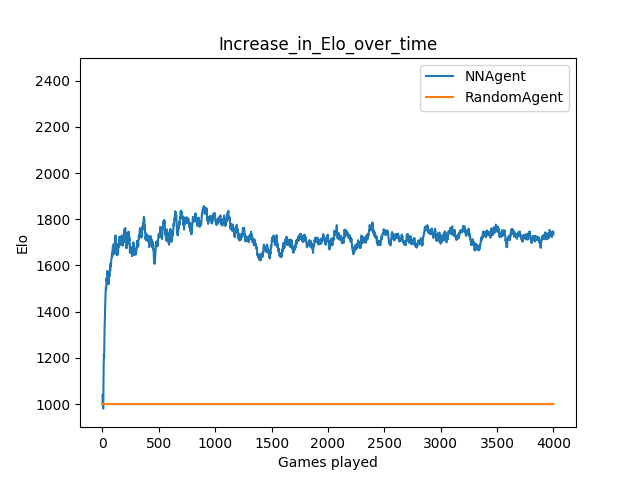 Increase_in_Elo_over_time
NNAgent
RandomAgent
2400
2200
2000
1800
1600
1400
1200
1000
Elo
0 500 1000 1500 2000 2500 3000 3500 4000
Games played